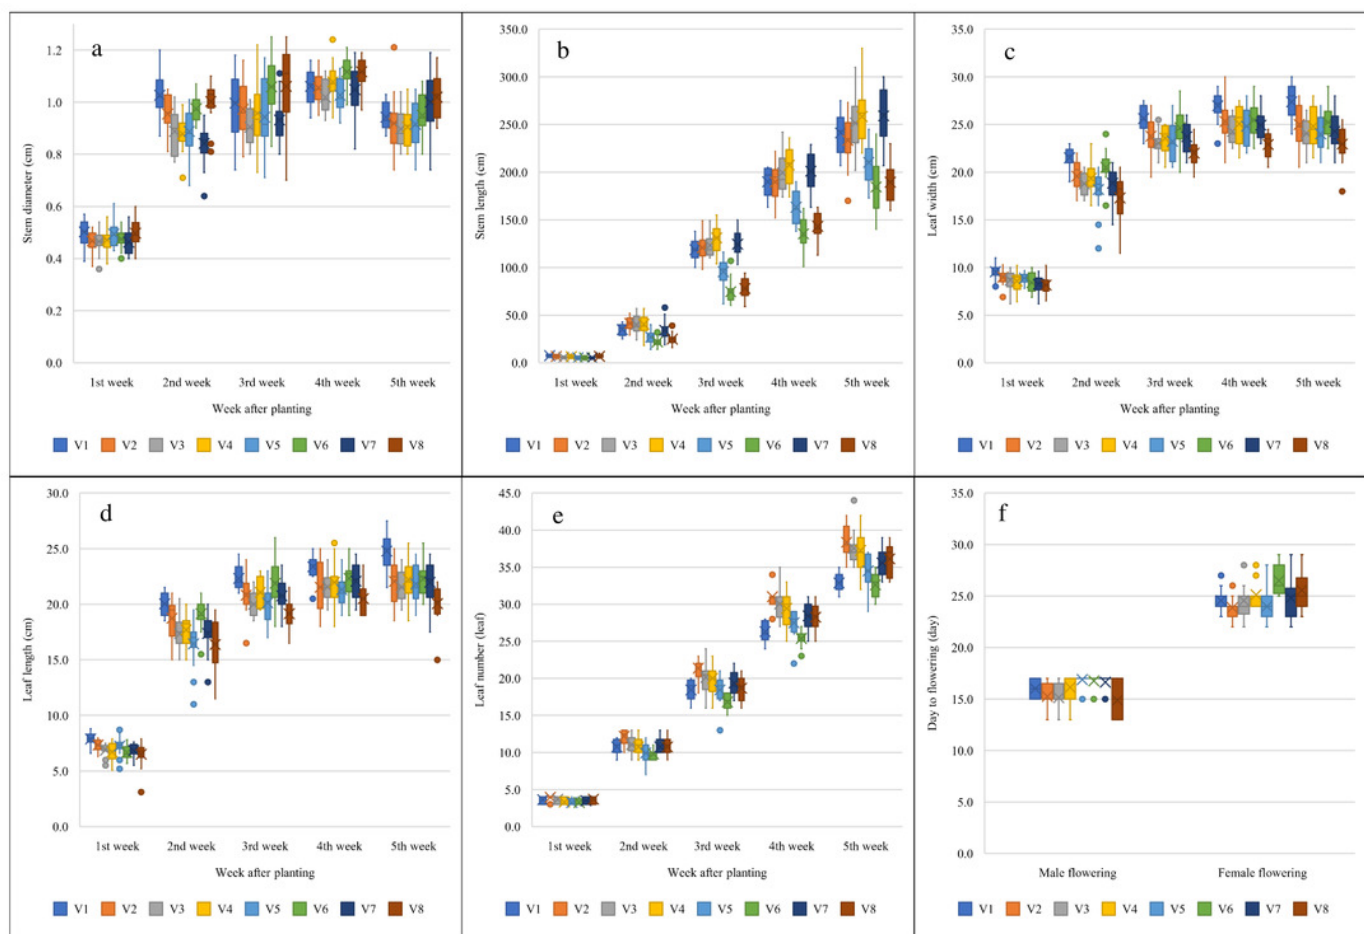 a
Stem diameter (cm)
1.2
1.0
0.8
0.6
0.4
0.2
0.0
1st week 2nd week 3rd week 4th week 5th week
Week after planting
V1 V2 V3 V4 V5 V6 V7 V8
b
Stem length (cm)
350.0
300.0
250.0
200.0
150.0
100.0
50.0
0.0
1st week 2nd week 3rd week 4th week 5th week
Week after planting
V1 V2 V3 V4 V5 V6 V7 V8
c
Leaf width (cm)
35.0
30.0
25.0
20.0
15.0
10.0
5.0
0.0
1st week 2nd week 3rd week 4th week 5th week
Week after planting
V1 V2 V3 V4 V5 V6 V7 V8
d
Leaf length (cm)
30.0
25.0
20.0
15.0
10.0
5.0
0.0
1st week 2nd week 3rd week 4th week 5th week
Week after planting
V1 V2 V3 V4 V5 V6 V7 V8
e
Leaf number (leaf)
45.0
40.0
35.0
30.0
25.0
20.0
15.0
10.0
5.0
0.0
1st week 2nd week 3rd week 4th week 5th week
Week after planting
V1 V2 V3 V4 V5 V6 V7 V8
f
Day to flowering (day)
35.0
30.0
25.0
20.0
15.0
10.0
5.0
0.0
Male flowering Female flowering
V1 V2 V3 V4 V5 V6 V7 V8